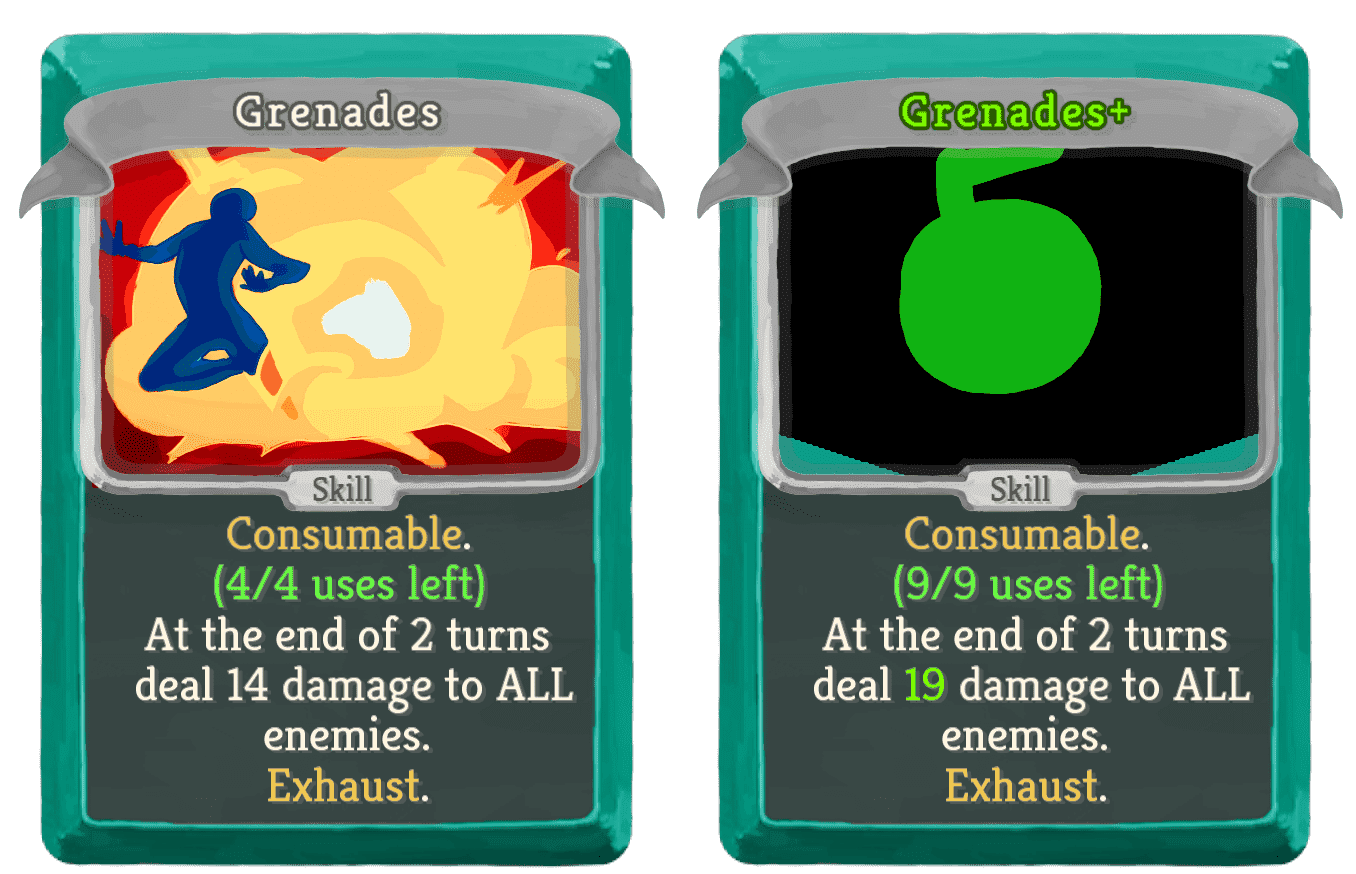 Grenades
Skill
Consumable.
(4/4 uses left)
At the end of 2 turns
deal 14 damage to ALL
enemies.
Exhaust.
Grenades+
Skill
Consumable.
(9/9 uses left)
At the end of 2 turns
deal 19 damage to ALL
enemies.
Exhaust.